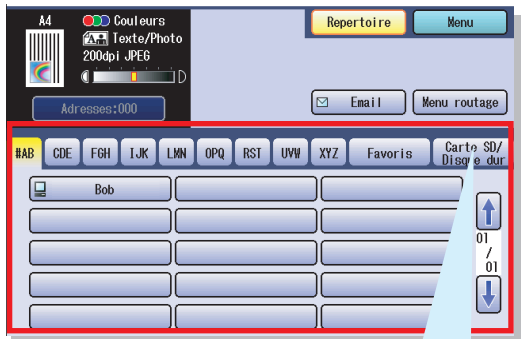 A4
Couleurs
Texte/Photo
200dpi JPEG
D
Adresses:000
Repertoire
Menu
Email
Menu routage
#AB
CDE
FGH
IJK
LMN
OPQ
RST
UVW
XYZ
Favoris
Carte SD/
Disque dur
Bob
01
/
01